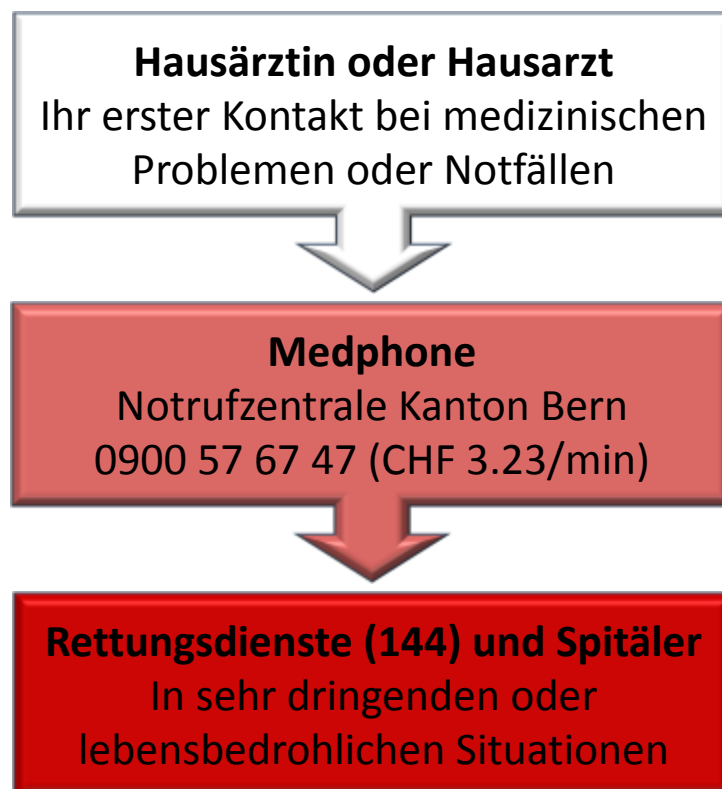 Hausärztin oder Hausarzt
Ihr erster Kontakt bei medizinischen
Problemen oder Notfällen
Medphone
Notrufzentrale Kanton Bern
0900 57 67 47 (CHF 3.23/min)
Rettungsdienste (144) und Spitäler
In sehr dringenden oder
lebensbedrohlichen Situationen